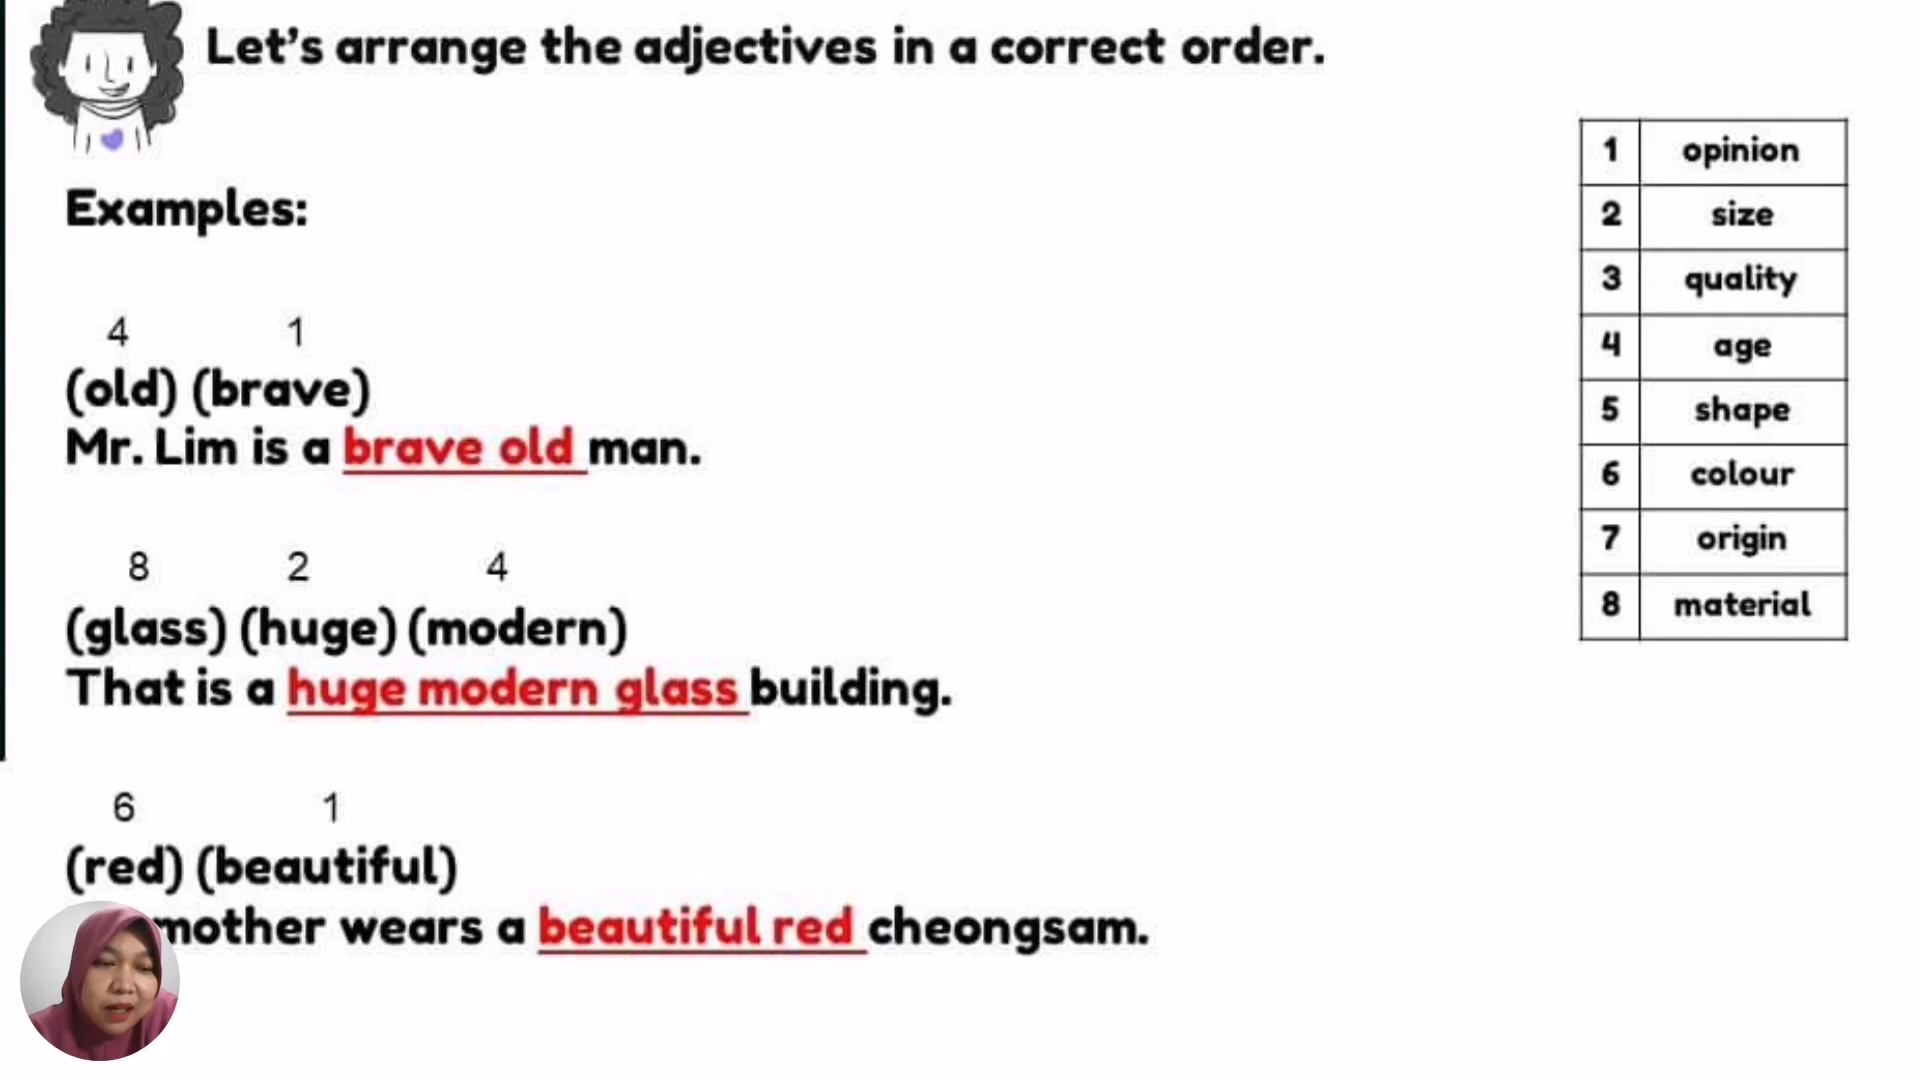 Let's arrange the adjectives in a correct order.
Examples:
4 1
(old) (brave)
Mr. Lim is a brave old man.
8 2 4
(glass) (huge) (modern)
That is a huge modern glass building.
6 1
(red) (beautiful)
mother wears a beautiful red cheongsam.
1 opinion
2 size
3 quality
4 age
5 shape
6 colour
7 origin
8 material